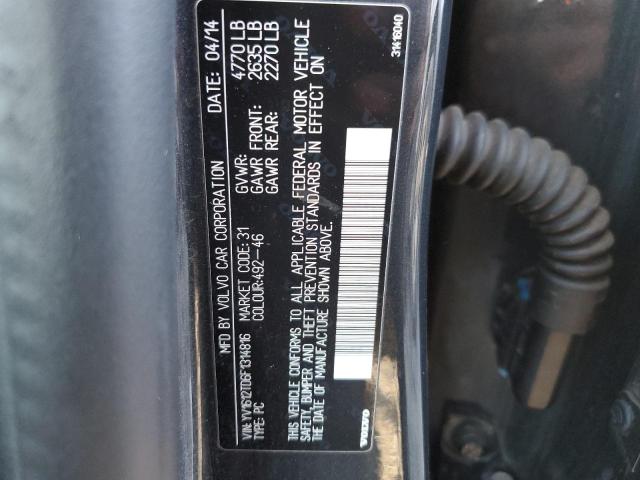 MFD BY VOLVO CAR CORPORATION DATE: 04/14
GVWR: 4770 LB
GAWR FRONT: 2635 LB
GAWR REAR: 2270 LB
VIN: YV1612TD6F1314816 MARKET CODE: 31
TYPE: PC COLOUR:492-46
THIS VEHICLE CONFORMS TO ALL APPLICABLE FEDERAL MOTOR VEHICLE
SAFETY, BUMPER AND THEFT PREVENTION STANDARDS IN EFFECT ON
THE DATE OF MANUFACTURE SHOWN ABOVE.
VOLVO
31416040